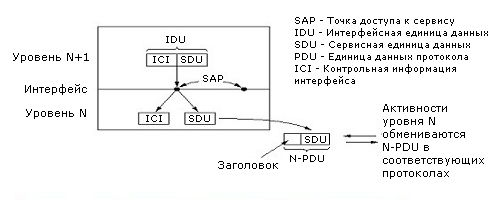 IDU
Уровень N+1
ICI SDU
SAP
Интерфейс
Уровень N
ICI SDU
SDU
Заголовок
N-PDU
SAP - Точка доступа к сервису
IDU - Интерфейсная единица данных
SDU - Сервисная единица данных
PDU - Единица данных протокола
ICI - Контрольная информация
интерфейса
Активности
уровня N
обмениваются
N-PDU в
соответствующих
протоколах